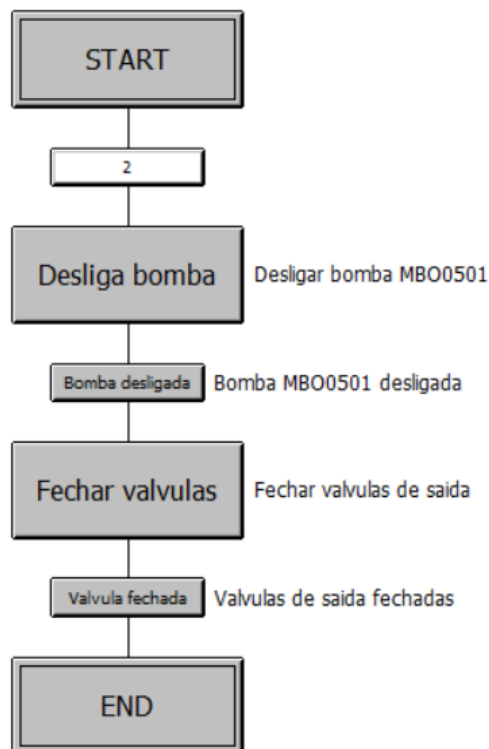 START
2
Desliga bomba
Desligar bomba MBO0501
Bomba desligada
Bomba MBO0501 desligada
Fechar valvulas
Fechar valvulas de saida
Valvula fechada
Valvulas de saida fechadas
END